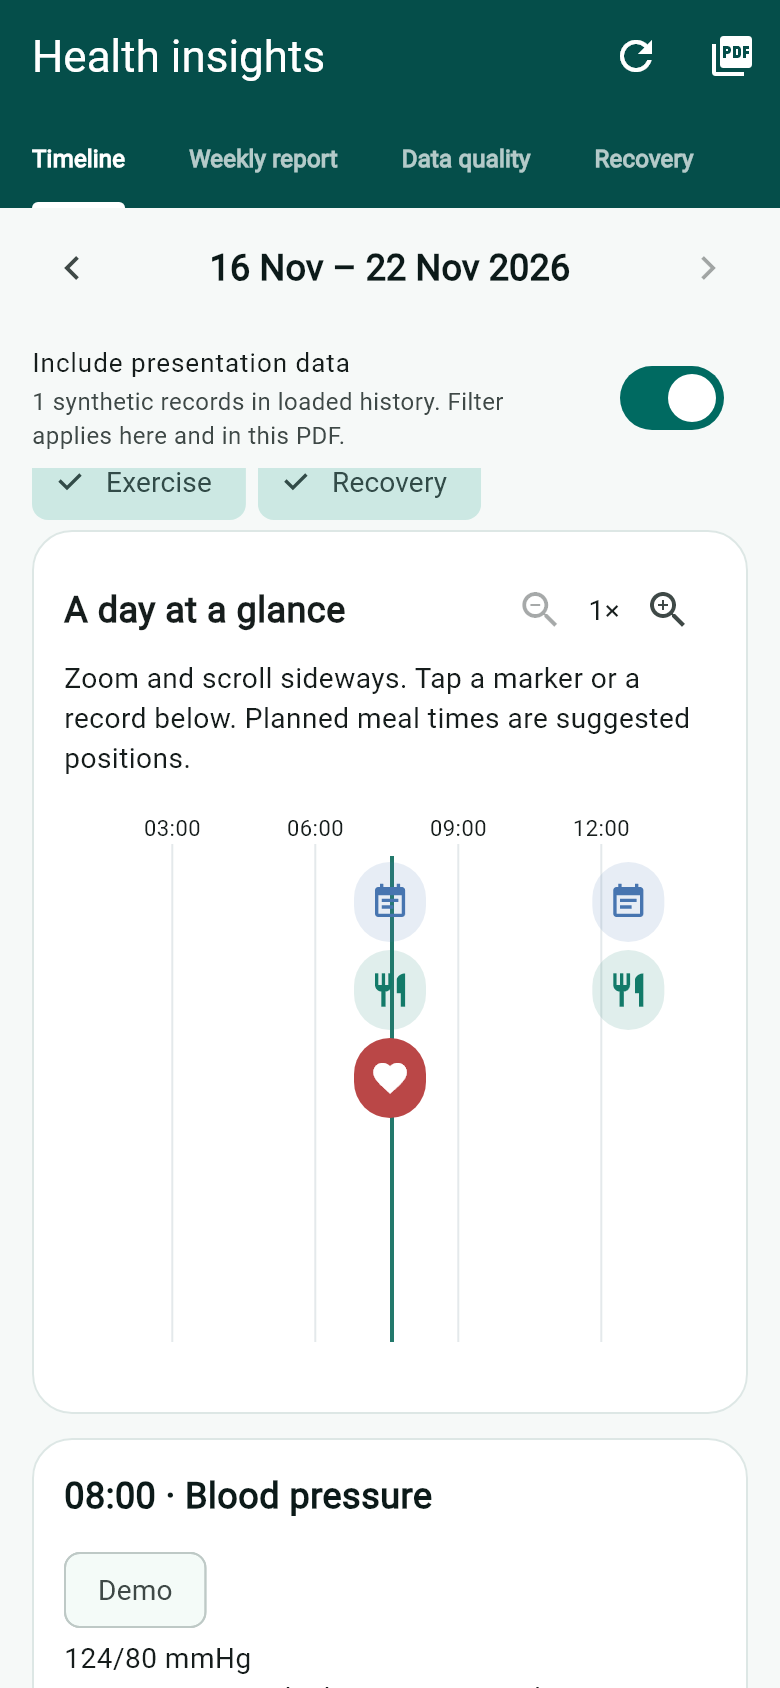 Health insights
PDF
Timeline
Weekly report
Data quality
Recovery
16 Nov – 22 Nov 2026
Include presentation data
1 synthetic records in loaded history. Filter
applies here and in this PDF.
Exercise
Recovery
A day at a glance
1×
Zoom and scroll sideways. Tap a marker or a
record below. Planned meal times are suggested
positions.
03:00
06:00
09:00
12:00
08:00 · Blood pressure
Demo
124/80 mmHg